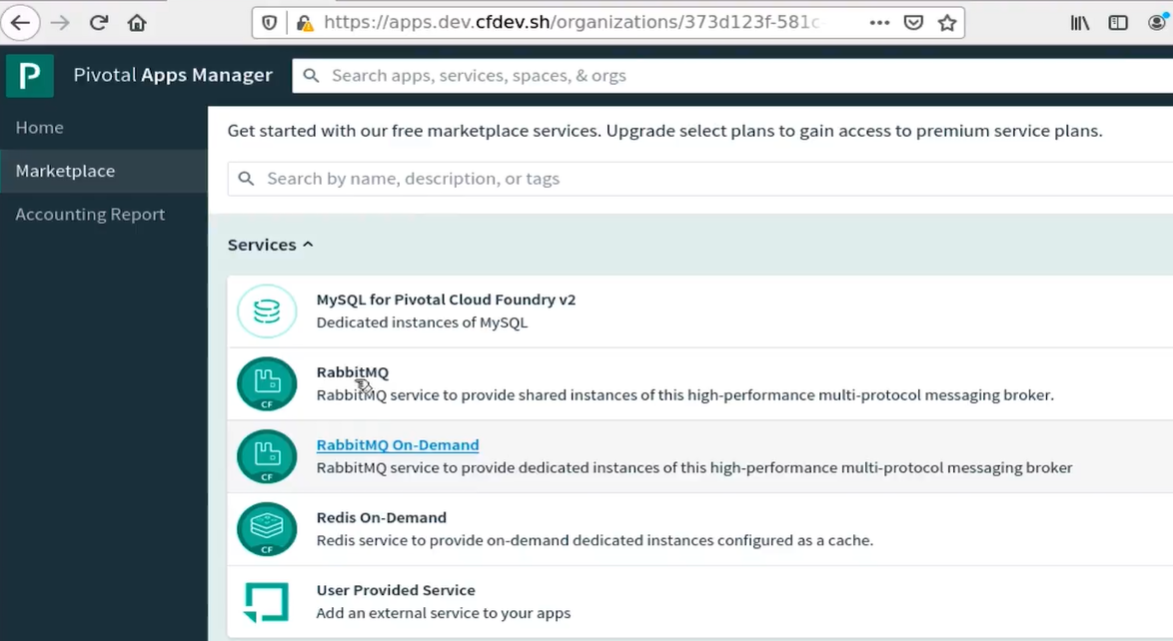 https://apps.dev.cfdev.sh/organizations/373d123f-581c
P
Pivotal Apps Manager
Search apps, services, spaces, & orgs
Home
Marketplace
Accounting Report
Get started with our free marketplace services. Upgrade select plans to gain access to premium service plans.
Search by name, description, or tags
Services
MySQL for Pivotal Cloud Foundry v2
Dedicated instances of MySQL
CF
RabbitMQ
RabbitMQ service to provide shared instances of this high-performance multi-protocol messaging broker.
CF
RabbitMQ On-Demand
RabbitMQ service to provide dedicated instances of this high-performance multi-protocol messaging broker
CF
Redis On-Demand
Redis service to provide on-demand dedicated instances configured as a cache.
User Provided Service
Add an external service to your apps